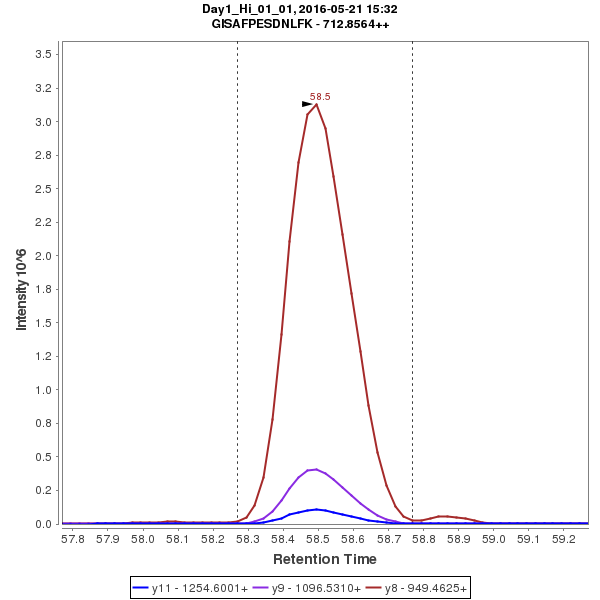 Day1_Hi_01_01, 2016-05-21 15:32
GISAFPESDNLFK - 712.8564++
Intensity 10^6
3.5
3.2
3.0
2.8
2.5
2.2
2.0
1.8
1.5
1.2
1.0
0.8
0.5
0.2
0.0
58.5
57.8 57.9 58.0 58.1 58.2 58.3 58.4 58.5 58.6 58.7 58.8 58.9 59.0 59.1 59.2
Retention Time
y11 - 1254.6001+ y9 - 1096.5310+ y8 - 949.4625+